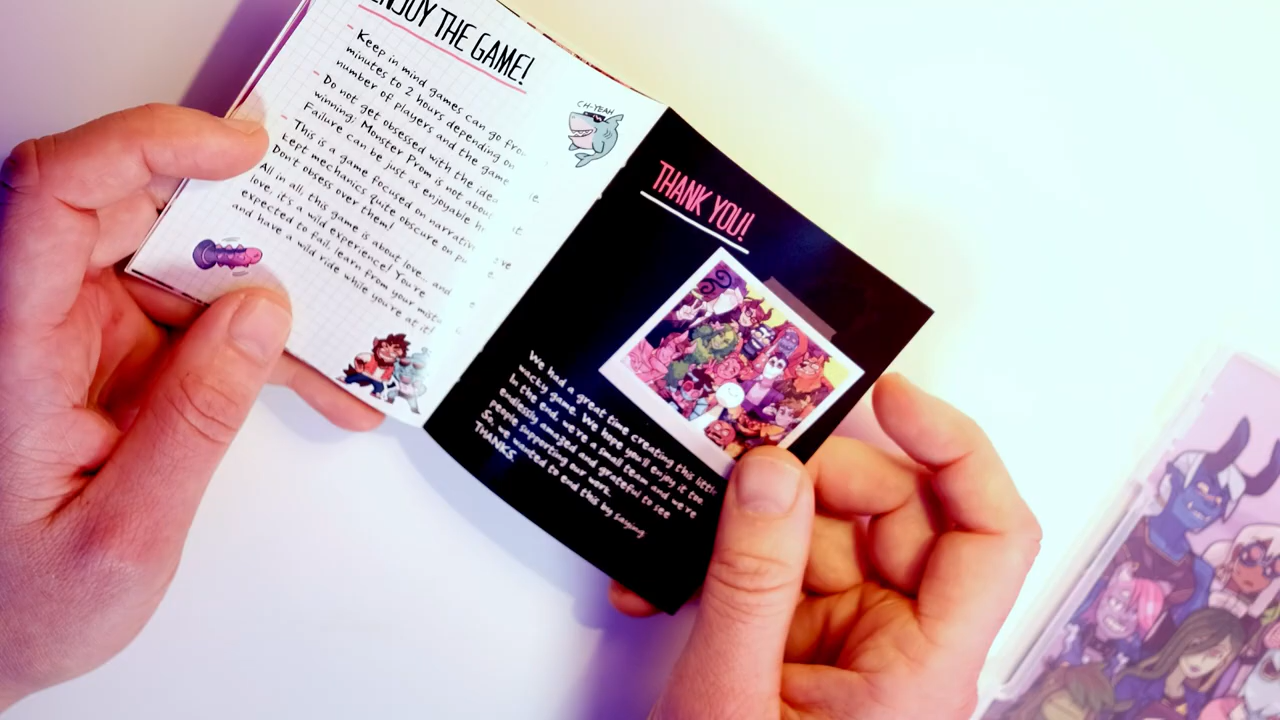 ENJOY THE GAME!
- Keep in mind games can go
minutes to 2 hours depending on
number of players and the game
- Do not get obsessed with the idea
winning; Monster Prom is not about
Failure can be just as enjoyable
- This is a game focused on
kept mechanics quite obscure on
Don't obsess over them!
All in all, this game is about love... and
love. It's a wild experience! You're
expected to fail, learn from your
and have a wild ride while you're at it!
CH-YEAH
THANK YOU!
We had a great time creating this little
wacky game. We hope you'll enjoy it too.
In the end, we're a small team and we're
endlessly amazed and grateful to see
people supporting our work.
So, we wanted to end this by saying
THANKS.